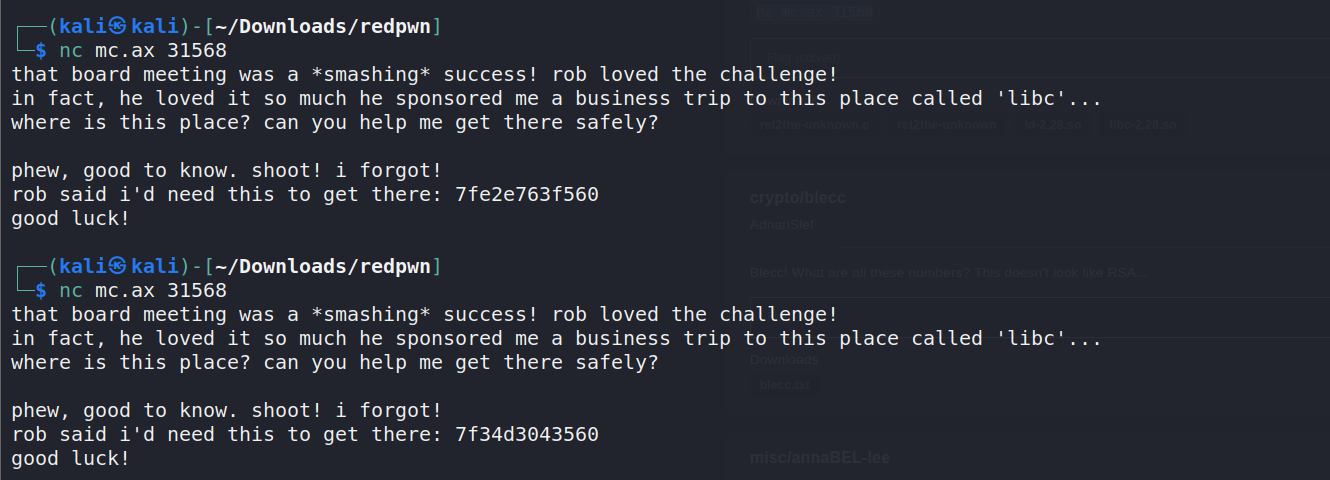 (kali㉿kali)-[~/Downloads/redpwn]
$ nc mc.ax 31568
that board meeting was a *smashing* success! rob loved the challenge!
in fact, he loved it so much he sponsored me a business trip to this place called 'libc'...
where is this place? can you help me get there safely?
phew, good to know. shoot! i forgot!
rob said i'd need this to get there: 7fe2e763f560
good luck!
(kali㉿kali)-[~/Downloads/redpwn]
$ nc mc.ax 31568
that board meeting was a *smashing* success! rob loved the challenge!
in fact, he loved it so much he sponsored me a business trip to this place called 'libc'...
where is this place? can you help me get there safely?
phew, good to know. shoot! i forgot!
rob said i'd need this to get there: 7f34d3043560
good luck!
nc mc.ax 31568
ret2the-unknown.c ret2the-unknown ld-2.28.so libc-2.28.so
crypto/blecc
AdnanSlef
Blecc! What are all these numbers? This doesn't look like RSA...
Downloads
blecc.txt
misc/annaBEL-lee